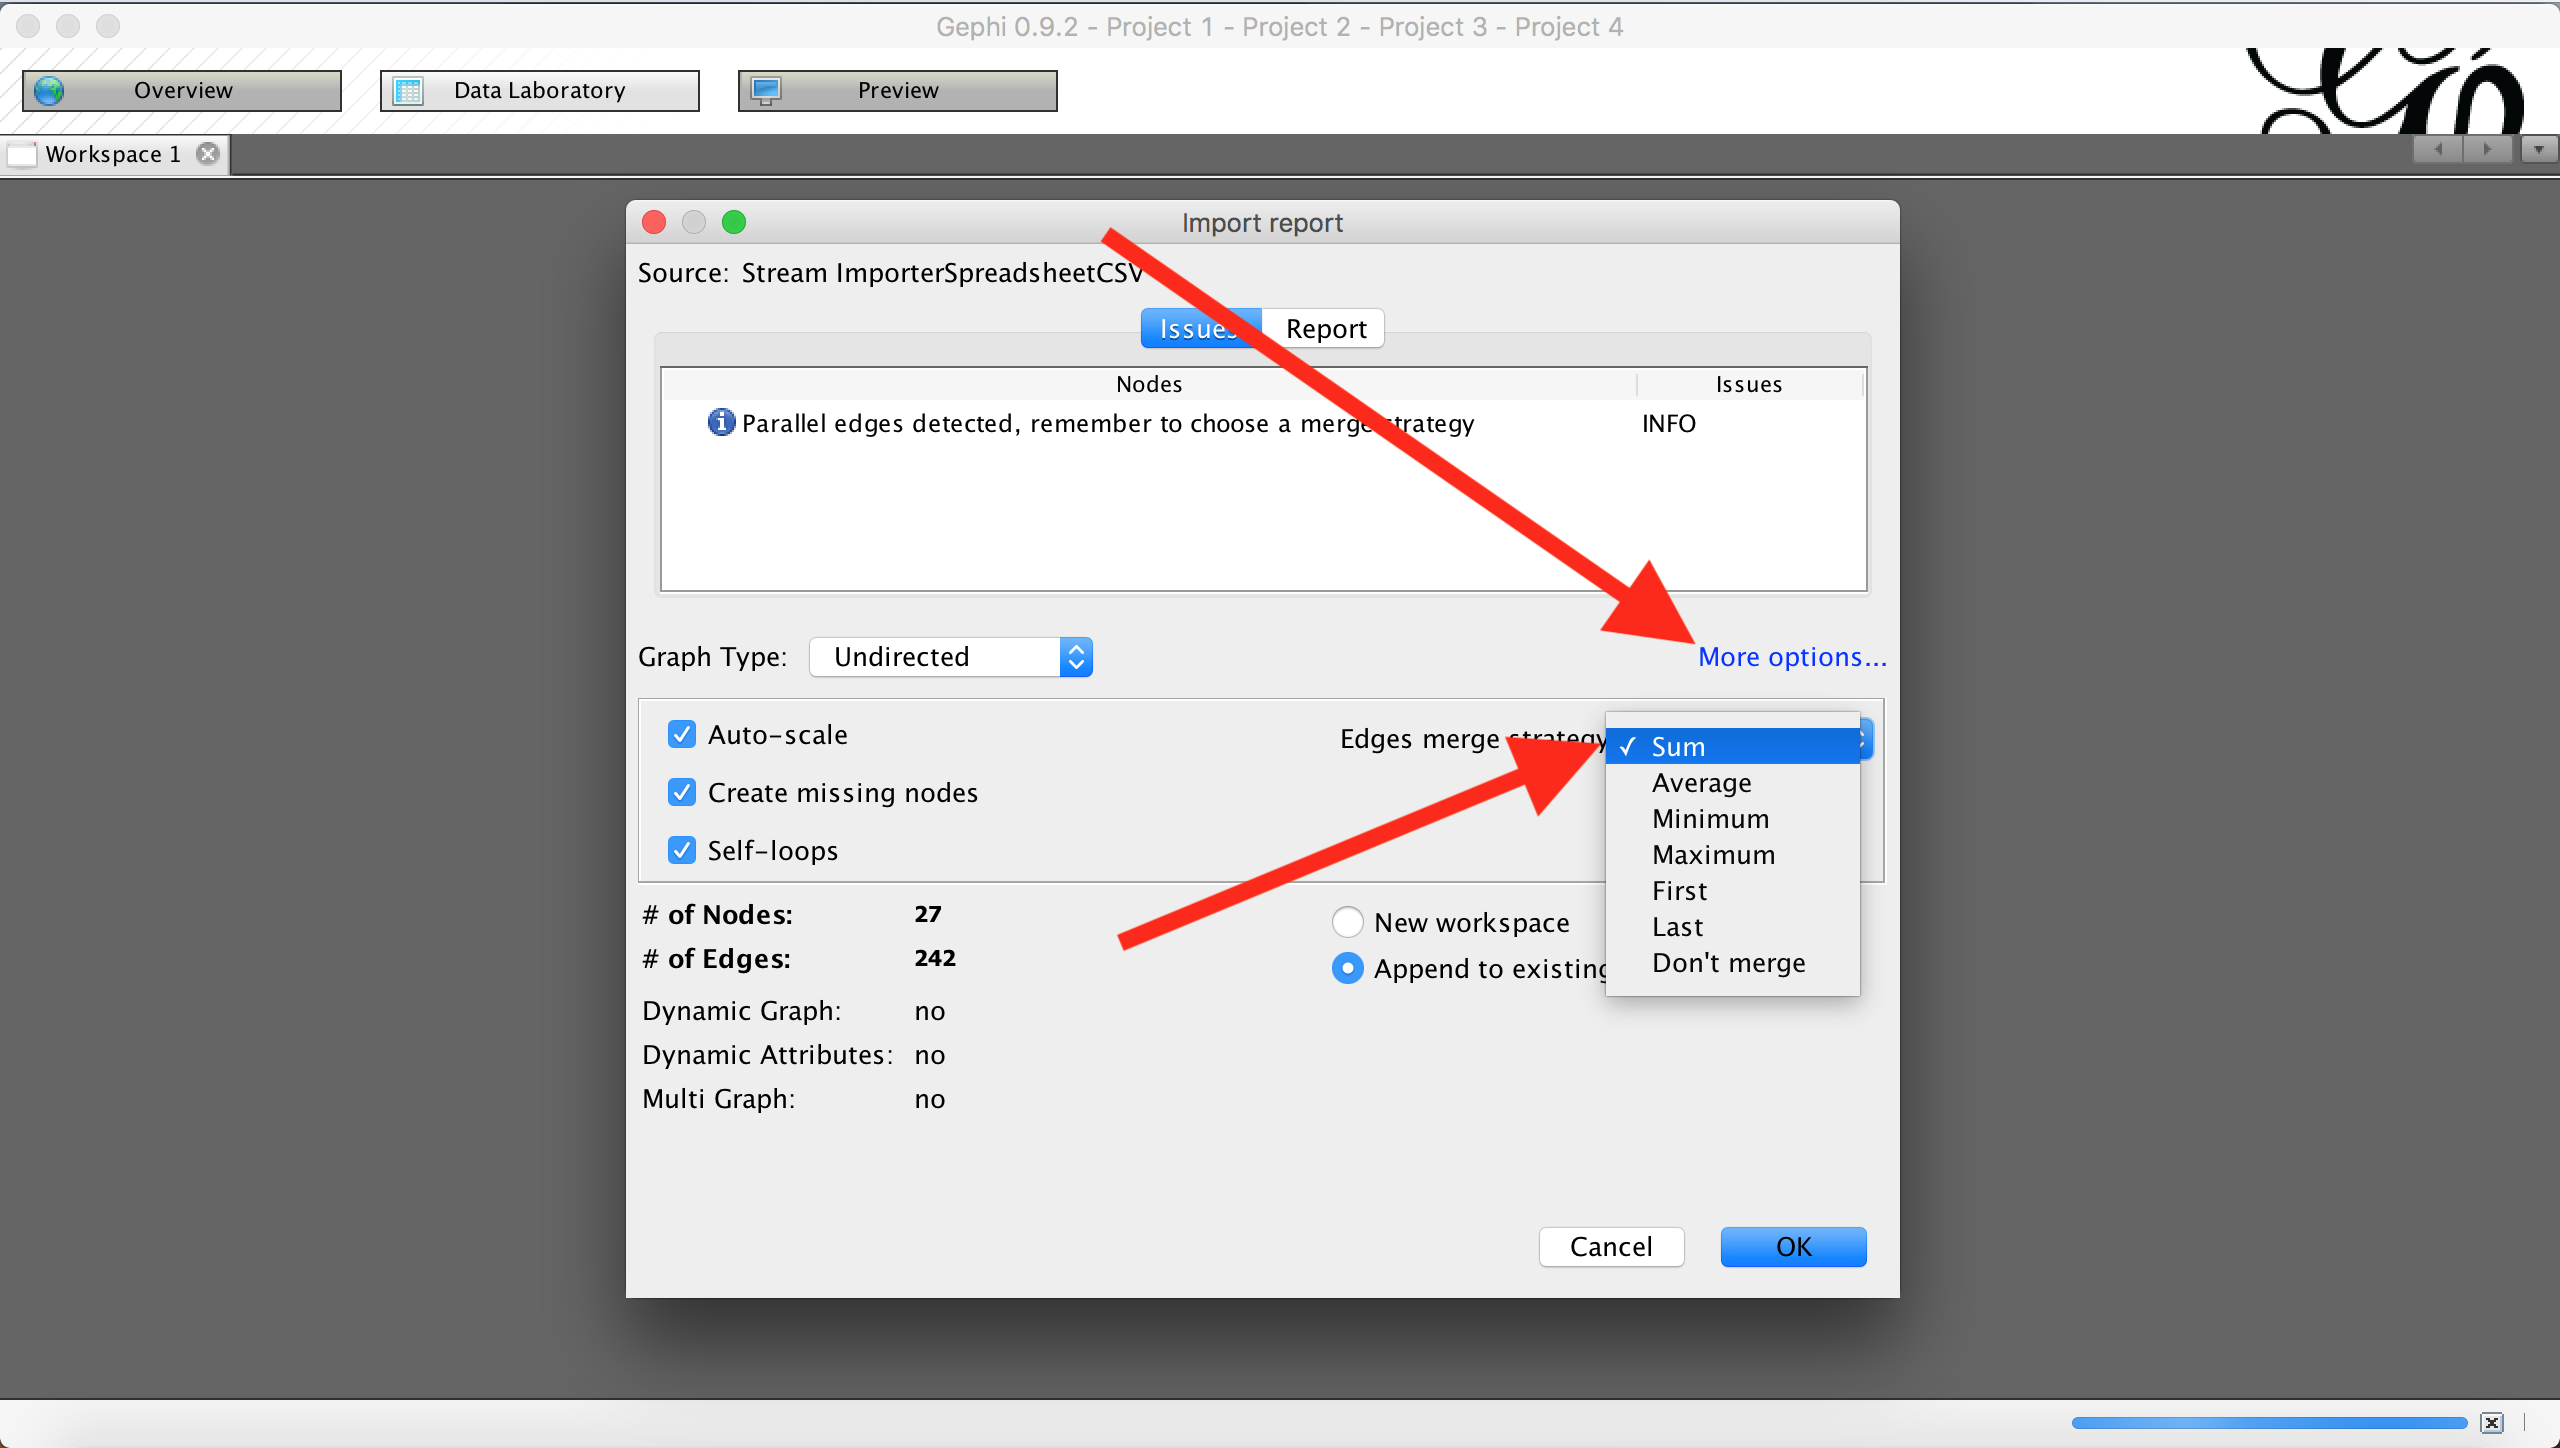 Gephi 0.9.2 - Project 1 - Project 2 - Project 3 - Project 4
Overview
Data Laboratory
Preview
Workspace 1
Import report
Source: Stream ImporterSpreadsheetCSV
Issues
Report
Nodes
Issues
Parallel edges detected, remember to choose a merge strategy
INFO
Graph Type:
Undirected
More options...
Auto-scale
Edges merge strategy
Sum
Average
Create missing nodes
Minimum
Self-loops
Maximum
First
Last
Don't merge
# of Nodes: 27
New workspace
# of Edges: 242
Append to existing
Dynamic Graph: no
Dynamic Attributes: no
Multi Graph: no
Cancel
OK